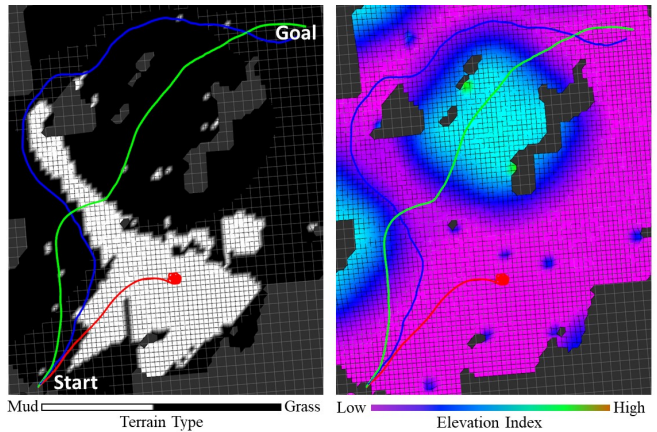 Goal
Start
Mud Grass
Terrain Type
Low High
Elevation Index